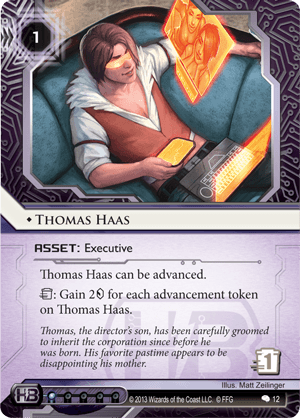 1
THOMAS HAAS
ASSET: Executive
Thomas Haas can be advanced.
: Gain 2 for each advancement token
on Thomas Haas.
Thomas, the director's son, has been carefully groomed
to inherit the corporation since before he
was born. His favorite pastime appears to be
disappointing his mother.
1
Illus. Matt Zeilinger
HB
© 2013 Wizards of the Coast LLC. © FFG
12